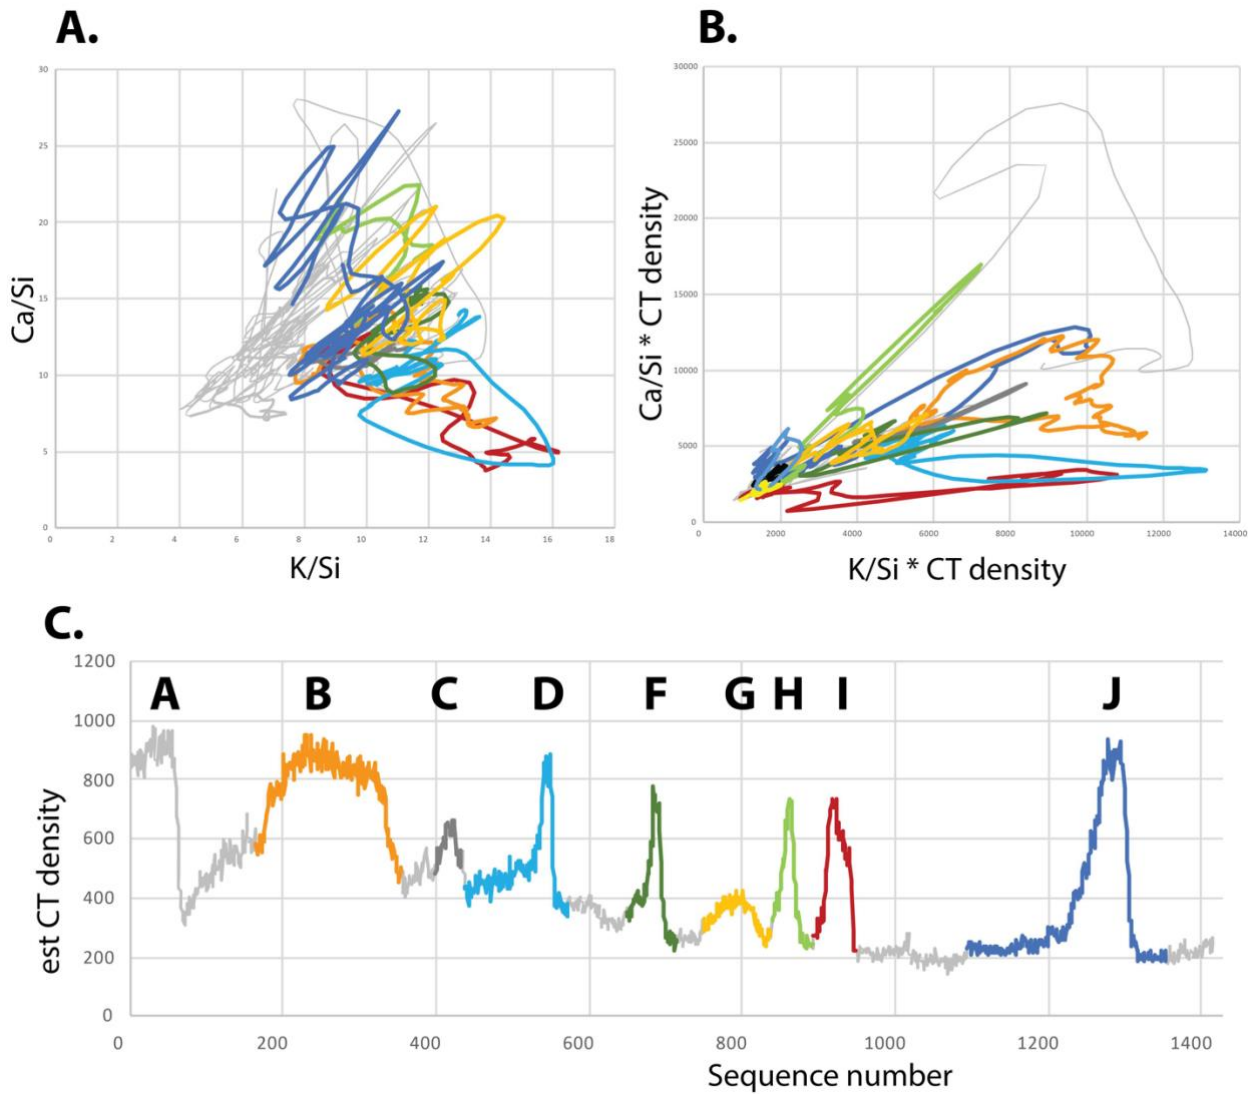 A.
B.
30
25
20
15
10
5
0
0 2 4 6 8 10 12 14 16 18
Ca/Si
K/Si
30000
25000
20000
15000
10000
5000
0
0 2000 4000 6000 8000 10000 12000 14000
Ca/Si * CT density
K/Si * CT density
C.
1200
1000
800
600
400
200
0
A B C D F G H I J
0 200 400 600 800 1000 1200 1400
est CT density
Sequence number